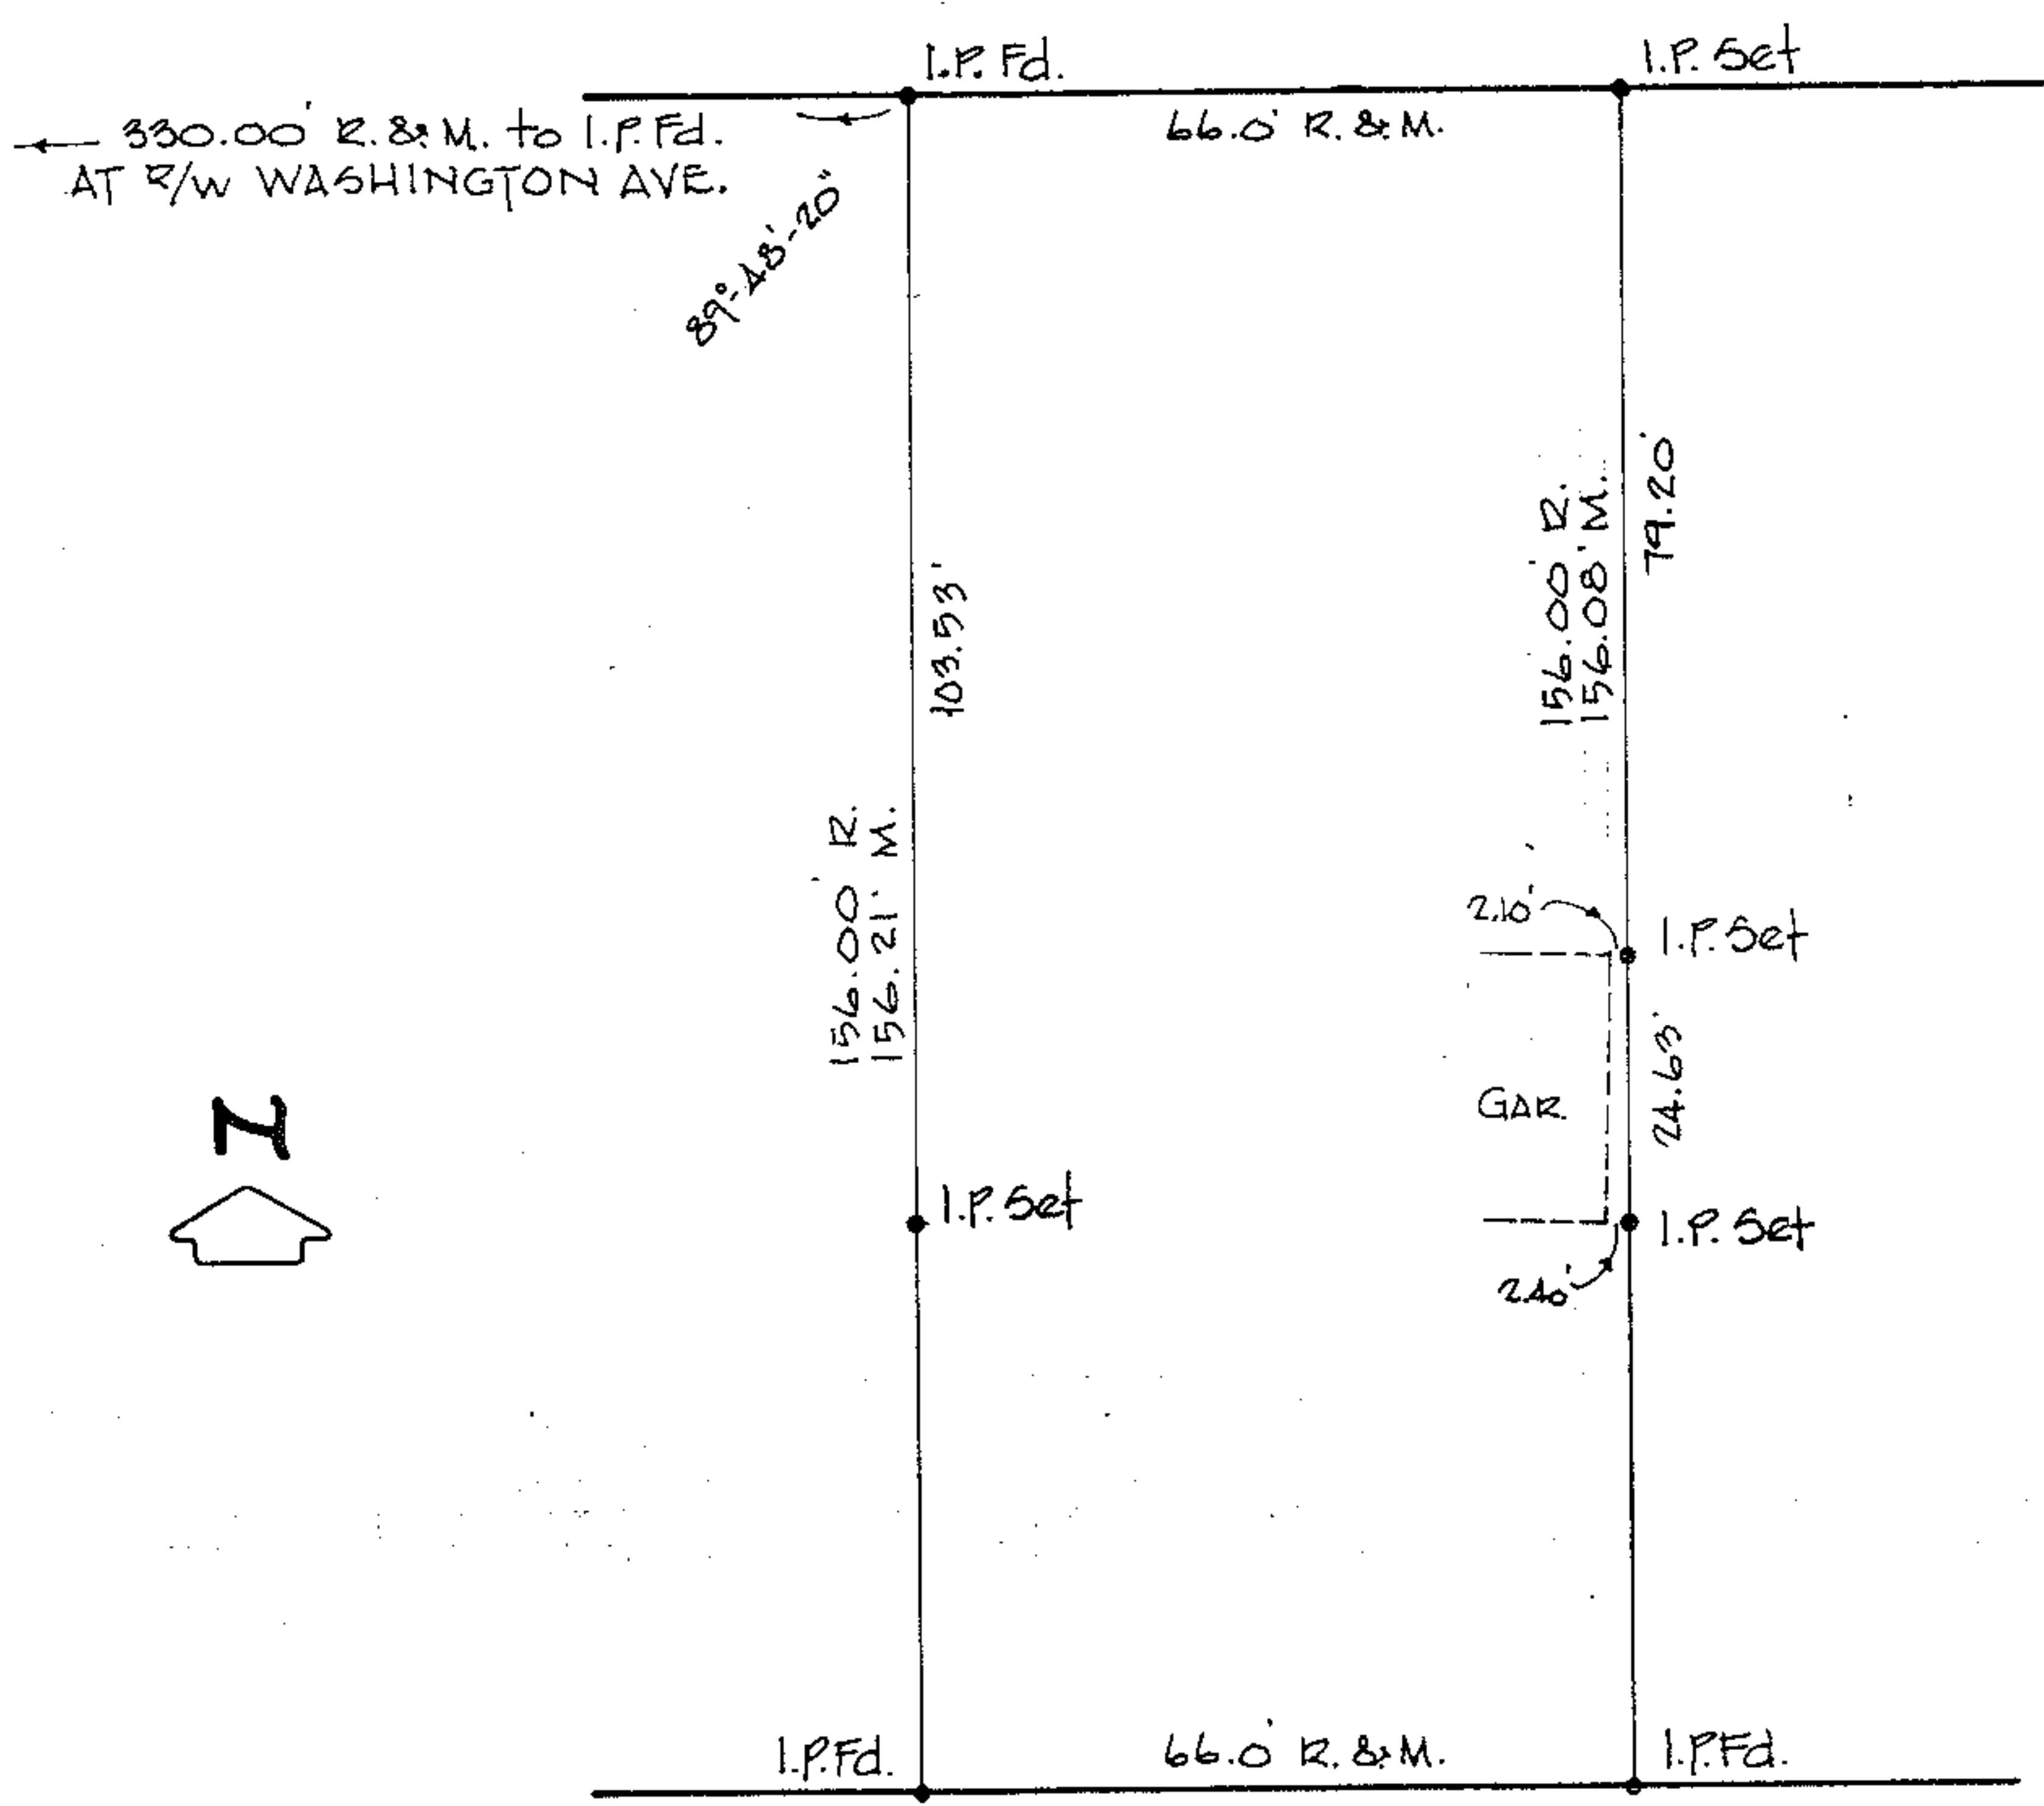 I.P. Fd.
I.P. Set
330.00' R. & M. to I.P. Fd.
AT R/W WASHINGTON AVE.
66.0' R. & M.
89°-48'-20"
103.53'
156.00' R.
156.08' M.
79.20'
156.00' R.
156.21' M.
2.10'
I.P. Set
24.63'
GAR.
N
I.P. Set
I.P. Set
2.40'
I.P. Fd.
66.0' R. & M.
I.P. Fd.